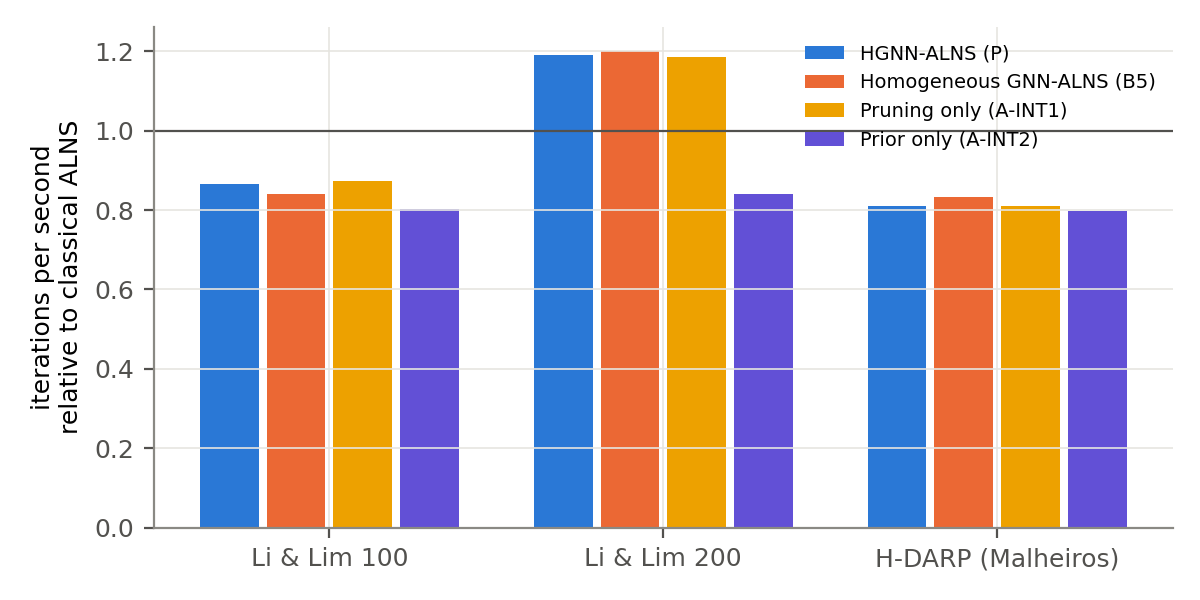 iterations per second
relative to classical ALNS
1.2
1.0
0.8
0.6
0.4
0.2
0.0
HGNN-ALNS (P)
Homogeneous GNN-ALNS (B5)
Pruning only (A-INT1)
Prior only (A-INT2)
Li & Lim 100
Li & Lim 200
H-DARP (Malheiros)